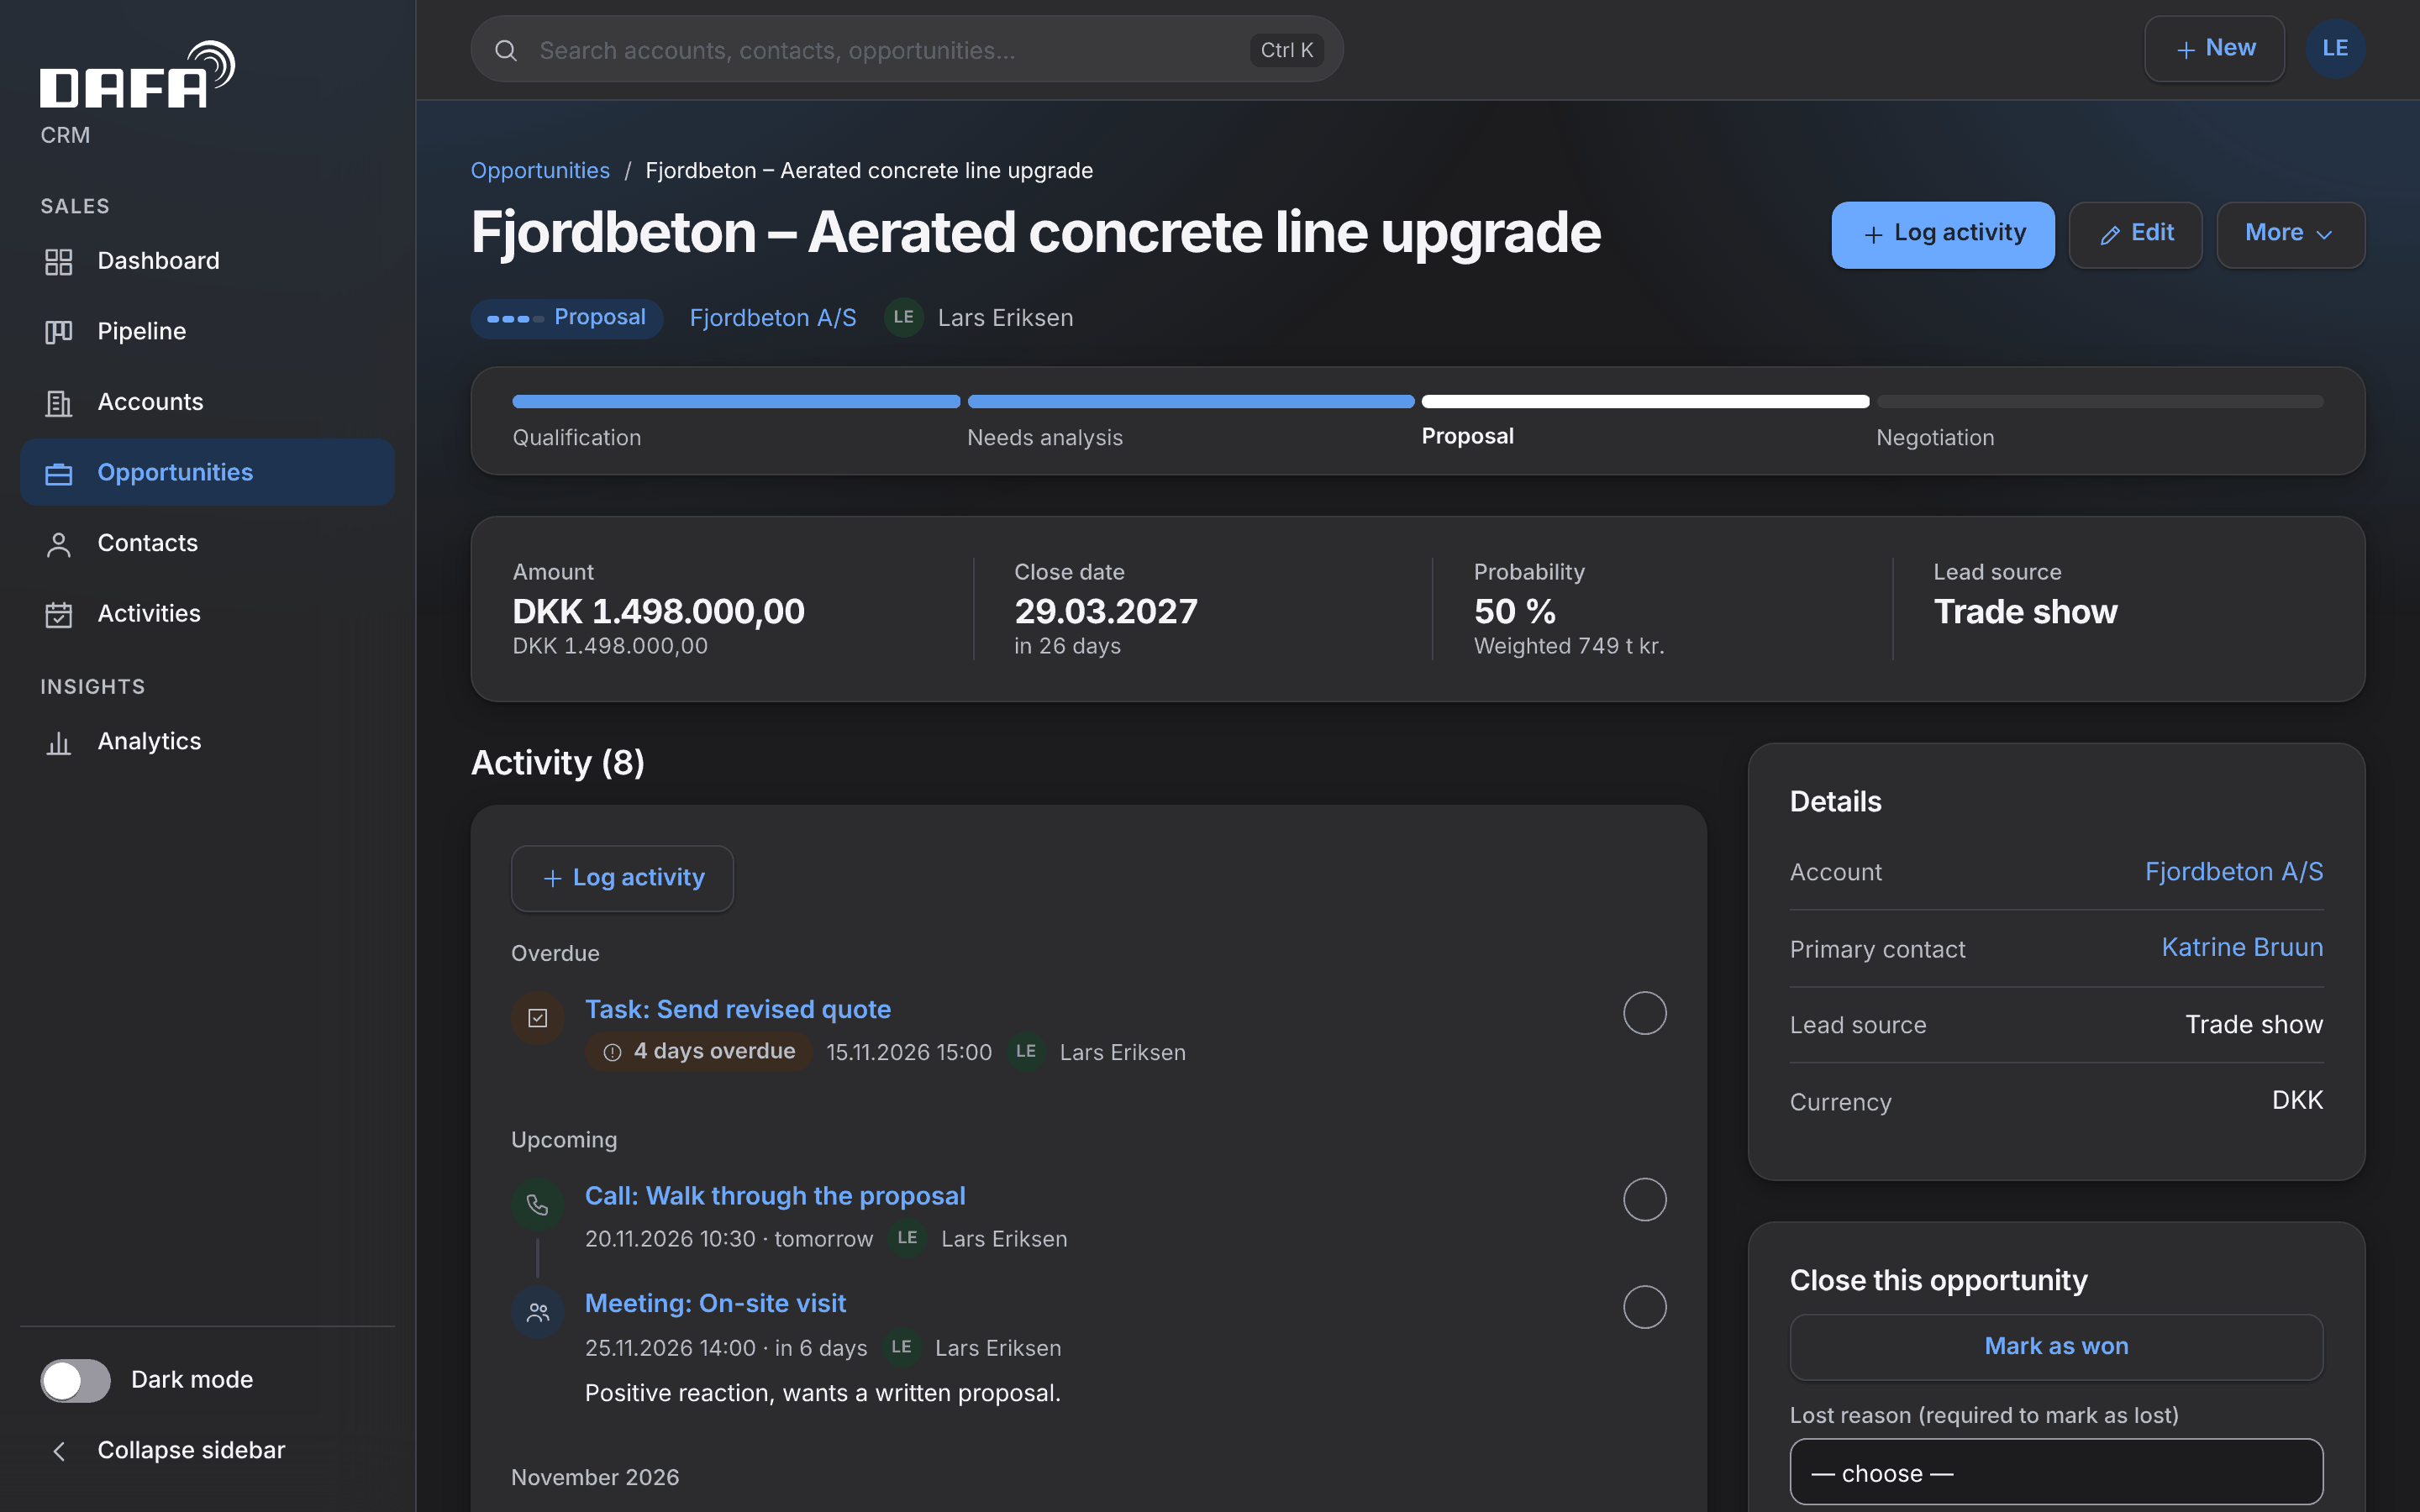 DAFA
CRM
Search accounts, contacts, opportunities...
Ctrl K
New
LE
SALES
Dashboard
Pipeline
Accounts
Opportunities
Contacts
Activities
INSIGHTS
Analytics
Dark mode
Collapse sidebar
Opportunities / Fjordbeton – Aerated concrete line upgrade
Fjordbeton – Aerated concrete line upgrade
Log activity
Edit
More
Proposal
Fjordbeton A/S
LE
Lars Eriksen
Qualification
Needs analysis
Proposal
Negotiation
Amount
DKK 1.498.000,00
DKK 1.498.000,00
Close date
29.03.2027
in 26 days
Probability
50 %
Weighted 749 t kr.
Lead source
Trade show
Activity (8)
Log activity
Overdue
Task: Send revised quote
4 days overdue 15.11.2026 15:00 LE Lars Eriksen
Upcoming
Call: Walk through the proposal
20.11.2026 10:30 · tomorrow LE Lars Eriksen
Meeting: On-site visit
25.11.2026 14:00 · in 6 days LE Lars Eriksen
Positive reaction, wants a written proposal.
November 2026
Details
Account Fjordbeton A/S
Primary contact Katrine Bruun
Lead source Trade show
Currency DKK
Close this opportunity
Mark as won
Lost reason (required to mark as lost)
— choose —